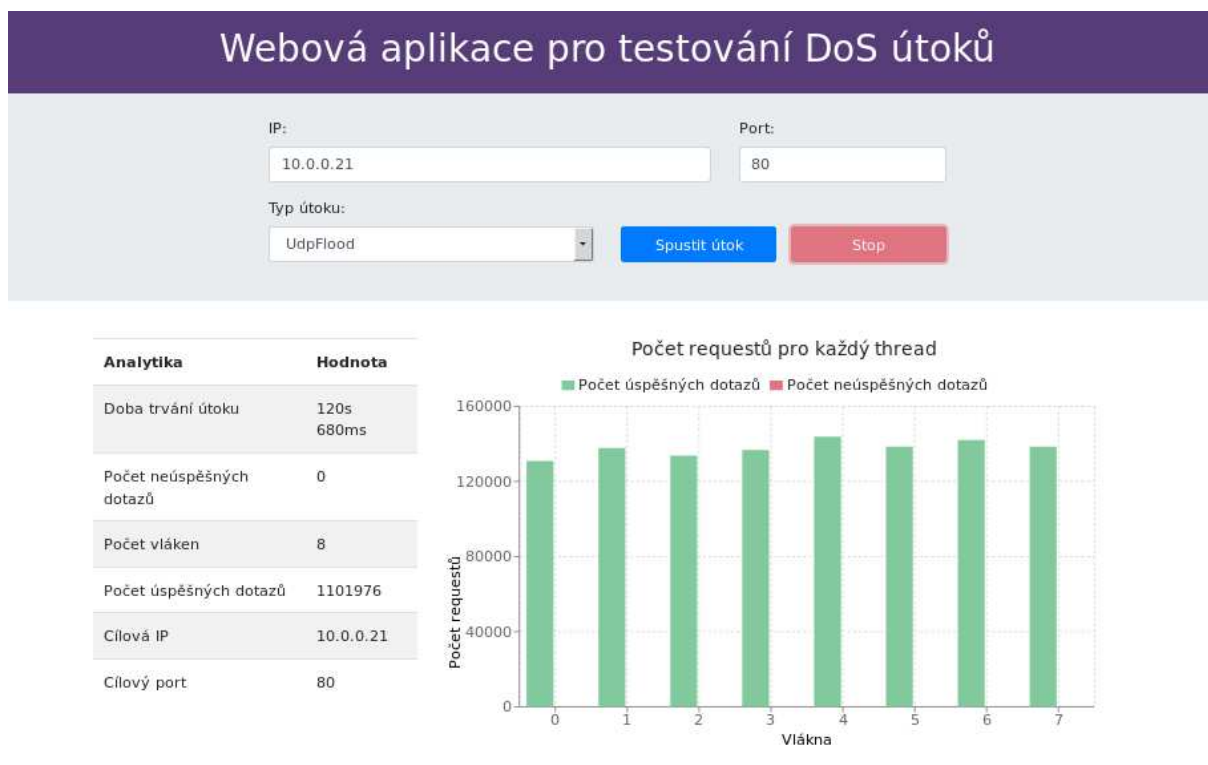 Webová aplikace pro testování DoS útoků
IP:
Port:
10.0.0.21
80
Typ útoku:
UdpFlood
Spustit útok
Stop
Analytika Hodnota
Doba trvání útoku 120s
680ms
Počet neúspěšných 0
dotazů
Počet vláken 8
Počet úspěšných dotazů 1101976
Cílová IP 10.0.0.21
Cílový port 80
Počet requestů pro každý thread
Počet úspěšných dotazů Počet neúspěšných dotazů
160000
120000
80000
40000
0
Počet requestů
0 1 2 3 4 5 6 7
Vlákna